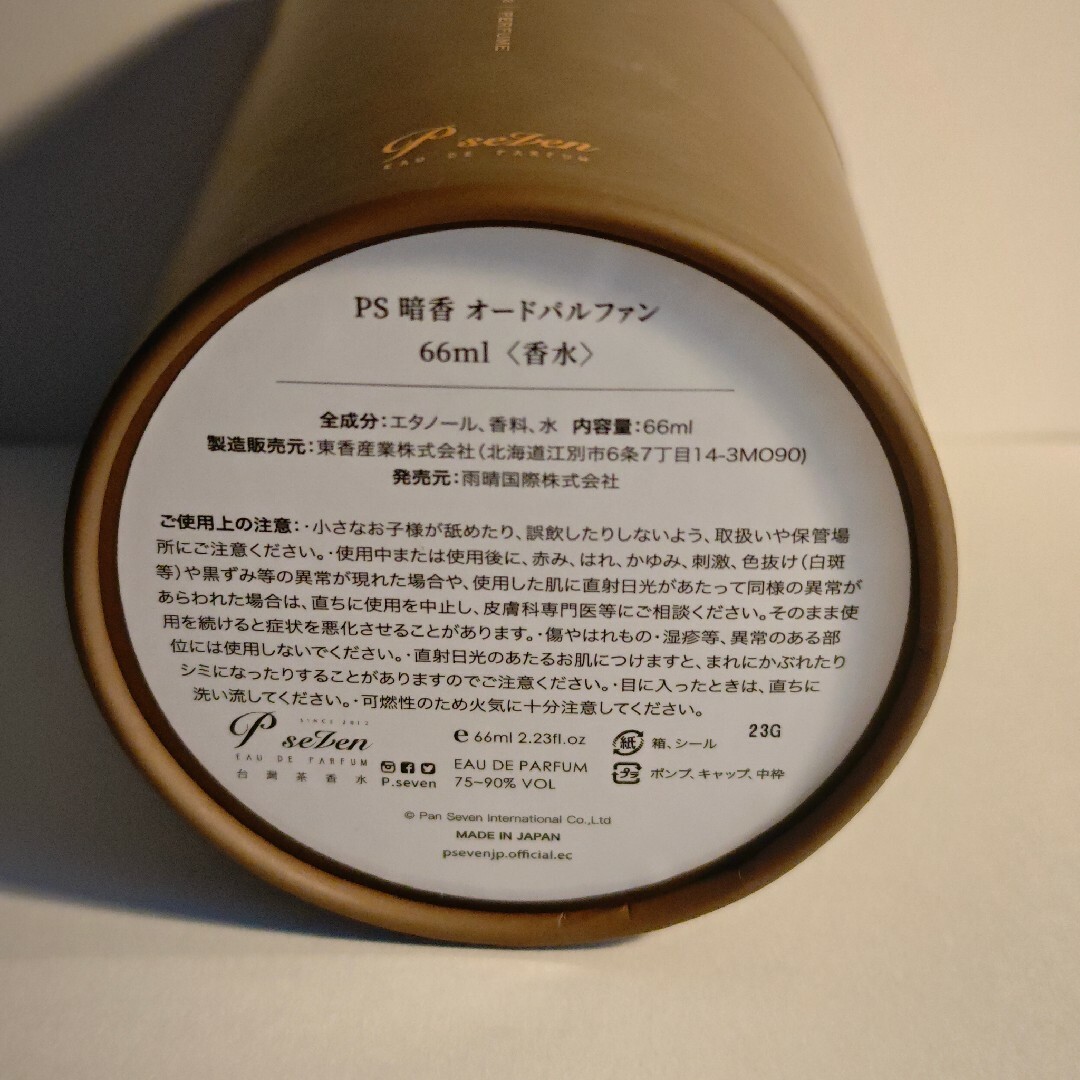 PERFUME
P seven
EAU DE PARFUM
PS 暗香 オードパルファン
66ml〈香水〉
全成分：エタノール、香料、水 内容量：66ml
製造販売元：東香産業株式会社（北海道江別市6条7丁目14-3MO90）
発売元：雨晴国際株式会社
ご使用上の注意：・小さなお子様が舐めたり、誤飲したりしないよう、取扱いや保管場
所にご注意ください。・使用中または使用後に、赤み、はれ、かゆみ、刺激、色抜け（白斑
等）や黒ずみ等の異常が現れた場合や、使用した肌に直射日光があたって同様の異常が
あらわれた場合は、直ちに使用を中止し、皮膚科専門医等にご相談ください。そのまま使
用を続けると症状を悪化させることがあります。・傷やはれもの・湿疹等、異常のある部
位には使用しないでください。・直射日光のあたるお肌につけますと、まれにかぶれたり
シミになったりすることがありますのでご注意ください。・目に入ったときは、直ちに
洗い流してください。・可燃性のため火気に十分注意してください。
SINCE 2012
P seven
EAU DE PARFUM
台灣茶香水
P.seven
℮ 66ml 2.23fl.oz
EAU DE PARFUM
75~90% VOL
紙 箱、シール
プラ ポンプ、キャップ、中枠
23G
© Pan Seven International Co.,Ltd
MADE IN JAPAN
psevenjp.official.ec